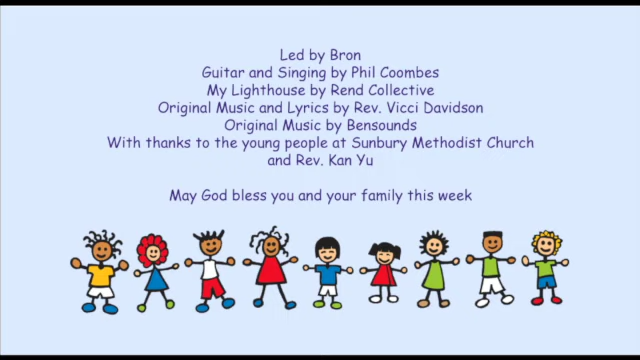 Led by Bron
Guitar and Singing by Phil Coombes
My Lighthouse by Rend Collective
Original Music and Lyrics by Rev. Vicci Davidson
Original Music by Bensounds
With thanks to the young people at Sunbury Methodist Church
and Rev. Kan Yu
May God bless you and your family this week